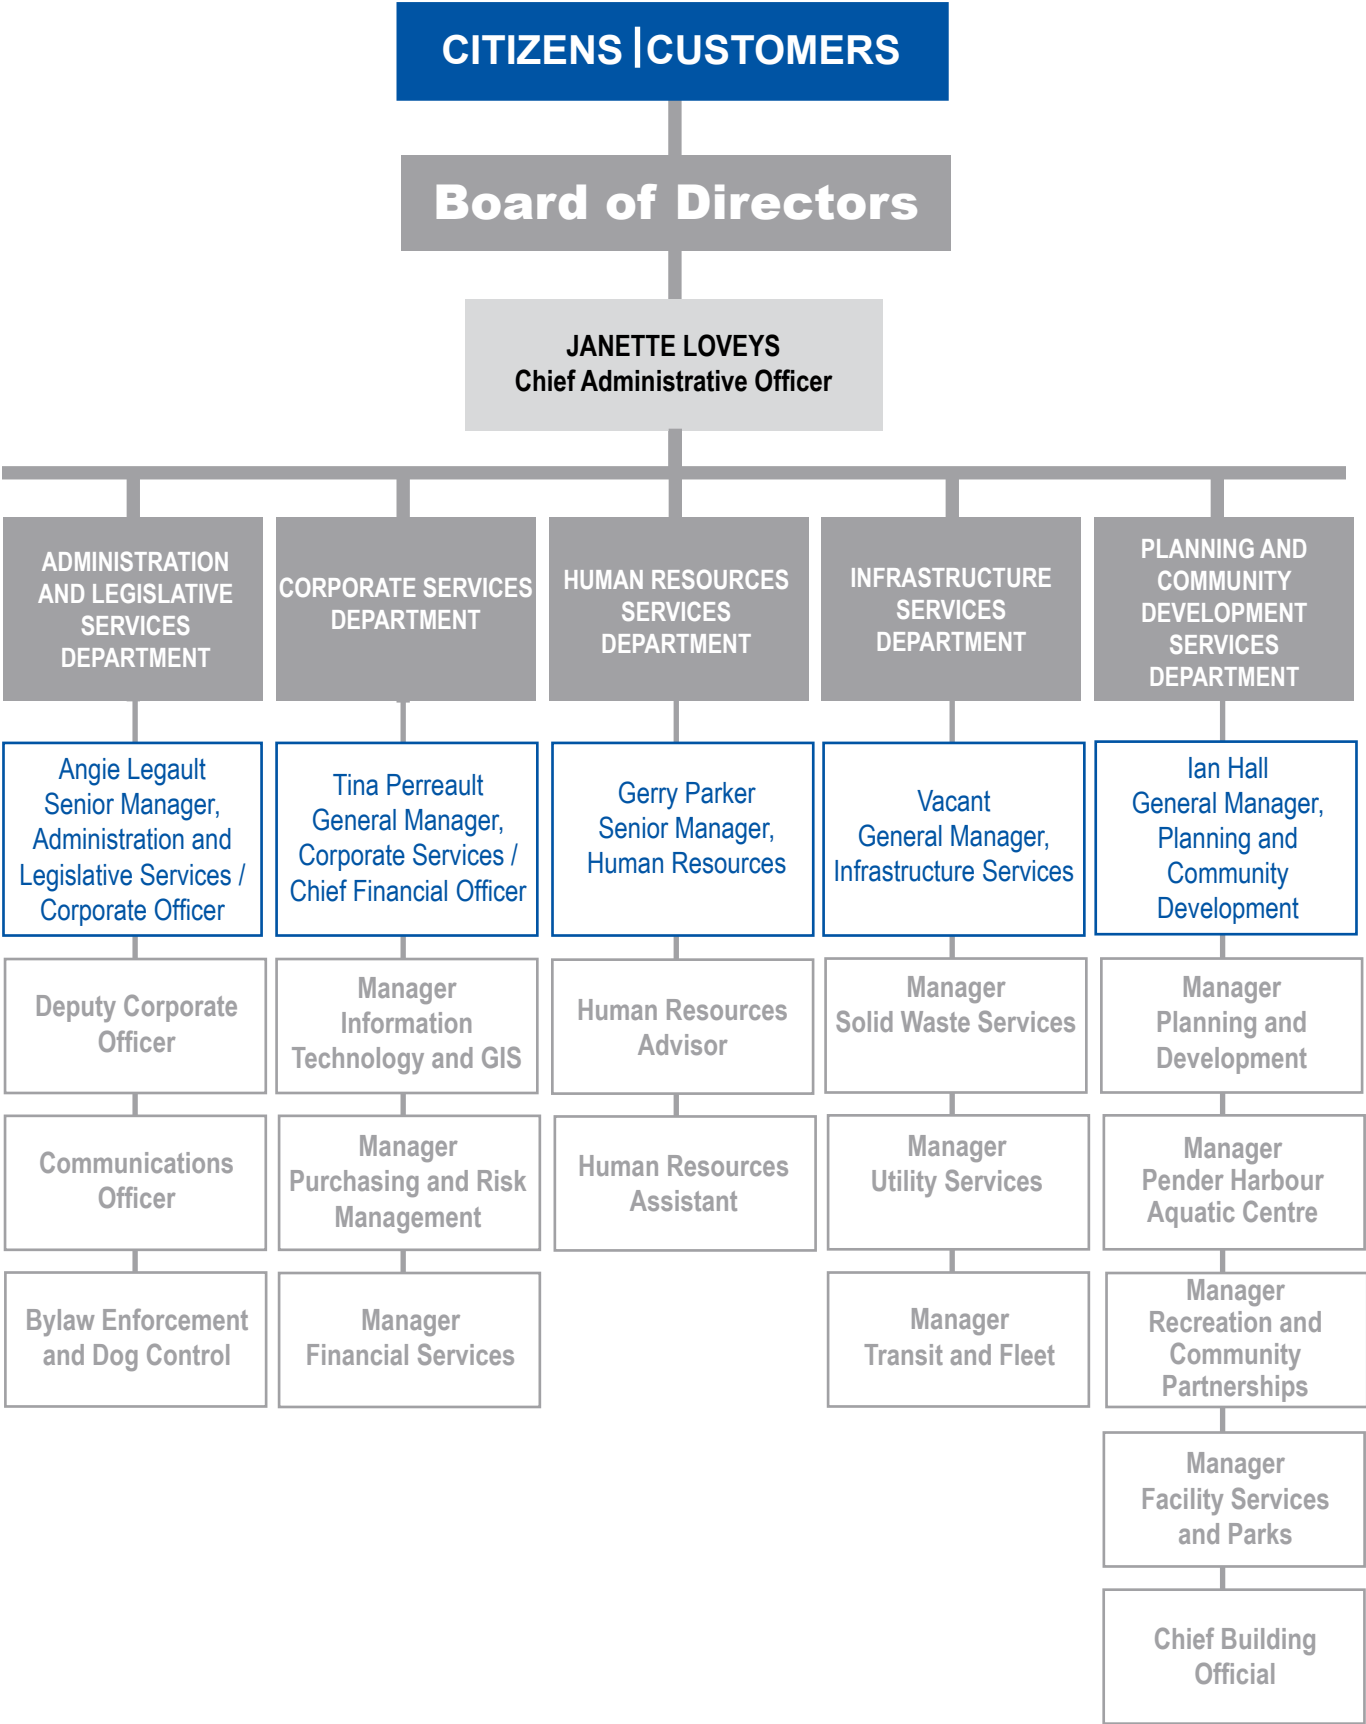 CITIZENS | CUSTOMERS
Board of Directors
JANETTE LOVEYS
Chief Administrative Officer
ADMINISTRATION
AND LEGISLATIVE
SERVICES
DEPARTMENT
CORPORATE SERVICES
DEPARTMENT
HUMAN RESOURCES
SERVICES
DEPARTMENT
INFRASTRUCTURE
SERVICES
DEPARTMENT
PLANNING AND
COMMUNITY
DEVELOPMENT
SERVICES
DEPARTMENT
Angie Legault
Senior Manager,
Administration and
Legislative Services /
Corporate Officer
Tina Perreault
General Manager,
Corporate Services /
Chief Financial Officer
Gerry Parker
Senior Manager,
Human Resources
Vacant
General Manager,
Infrastructure Services
Ian Hall
General Manager,
Planning and
Community
Development
Deputy Corporate
Officer
Manager
Information
Technology and GIS
Human Resources
Advisor
Manager
Solid Waste Services
Manager
Planning and
Development
Communications
Officer
Manager
Purchasing and Risk
Management
Human Resources
Assistant
Manager
Utility Services
Manager
Pender Harbour
Aquatic Centre
Bylaw Enforcement
and Dog Control
Manager
Financial Services
Manager
Transit and Fleet
Manager
Recreation and
Community
Partnerships
Manager
Facility Services
and Parks
Chief Building
Official